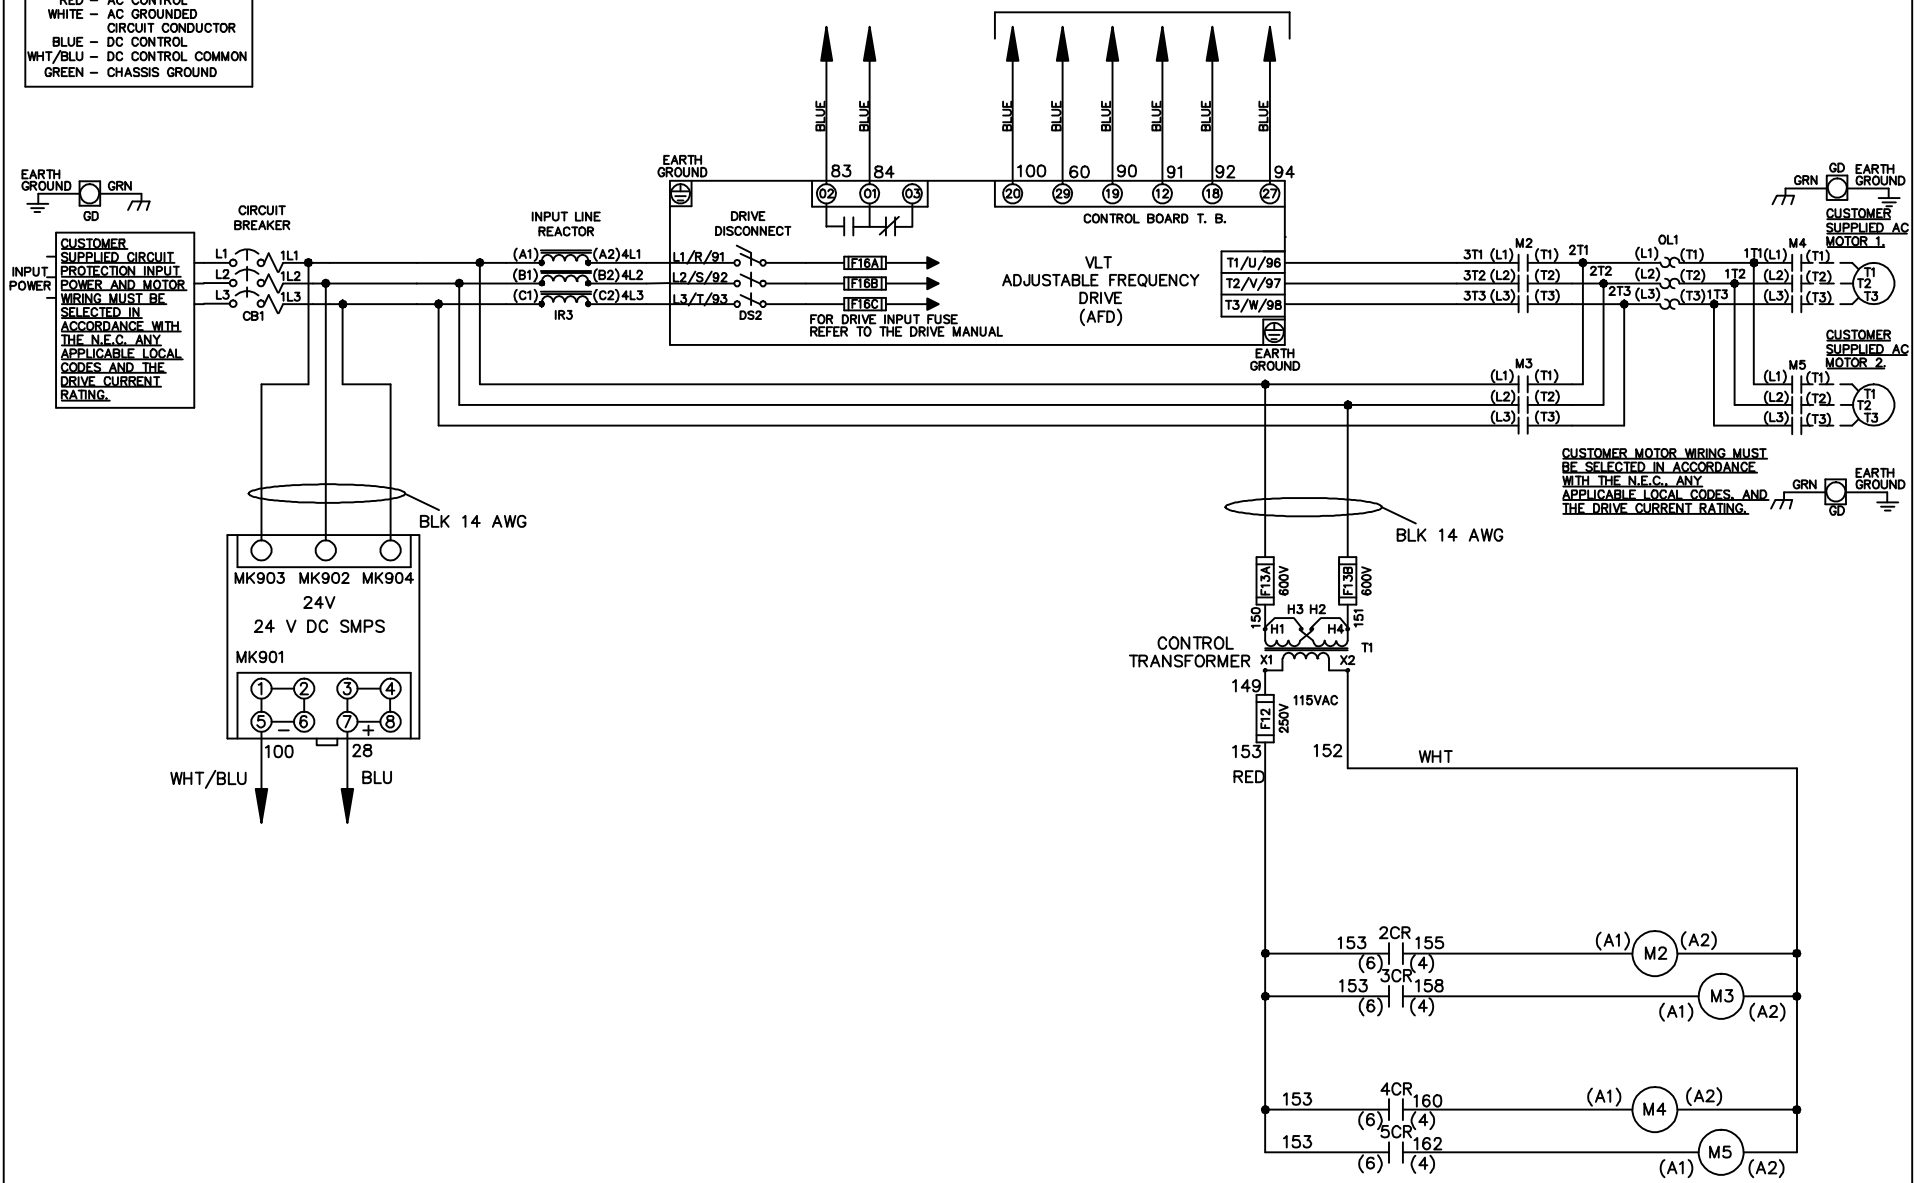 RED – AC CONTROL
WHITE – AC GROUNDED
CIRCUIT CONDUCTOR
BLUE – DC CONTROL
WHT/BLU – DC CONTROL COMMON
GREEN – CHASSIS GROUND
BLUE
BLUE
BLUE
BLUE
BLUE
BLUE
BLUE
BLUE
EARTH
GROUND
GRN
GD
CIRCUIT
BREAKER
INPUT
POWER
CUSTOMER
SUPPLIED CIRCUIT
PROTECTION INPUT
POWER AND MOTOR
WIRING MUST BE
SELECTED IN
ACCORDANCE WITH
THE N.E.C. ANY
APPLICABLE LOCAL
CODES AND THE
DRIVE CURRENT
RATING.
L1
1L1
L2
1L2
L3
1L3
CB1
INPUT LINE
REACTOR
(A1) (A2) 4L1
(B1) (B2) 4L2
(C1) (C2) 4L3
IR3
EARTH
GROUND
DRIVE
DISCONNECT
L1/R/91
L2/S/92
L3/T/93
DS2
83 84
02 01 03
F16A
F16B
F16C
FOR DRIVE INPUT FUSE
REFER TO THE DRIVE MANUAL
100 60 90 91 92 94
20 29 19 12 18 27
CONTROL BOARD T. B.
VLT
ADJUSTABLE FREQUENCY
DRIVE
(AFD)
T1/U/96
T2/V/97
T3/W/98
EARTH
GROUND
M2
3T1 (L1) (T1) 2T1
3T2 (L2) (T2) 2T2
3T3 (L3) (T3) 2T3
OL1
(L1) (T1) 1T1
(L2) (T2) 1T2
(L3) (T3) 1T3
M4
(L1) (T1)
(L2) (T2)
(L3) (T3)
T1
T2
T3
GRN
GD
EARTH
GROUND
CUSTOMER
SUPPLIED AC
MOTOR 1.
M3
(L1) (T1)
(L2) (T2)
(L3) (T3)
M5
(L1) (T1)
(L2) (T2)
(L3) (T3)
T1
T2
T3
CUSTOMER
SUPPLIED AC
MOTOR 2.
CUSTOMER MOTOR WIRING MUST
BE SELECTED IN ACCORDANCE
WITH THE N.E.C., ANY
APPLICABLE LOCAL CODES, AND
THE DRIVE CURRENT RATING.
GRN
GD
EARTH
GROUND
BLK 14 AWG
MK903 MK902 MK904
24V
24 V DC SMPS
MK901
1 2 3 4
5 6 7 8
– +
100 28
WHT/BLU BLU
BLK 14 AWG
F13A
600V
F13B
600V
150
151
H3 H2
H1 H4
CONTROL
TRANSFORMER
T1
X1 X2
149
115VAC
F12
250V
153 152
RED
WHT
2CR
153 155
(6) (4)
(A1) M2 (A2)
3CR
153 158
(6) (4)
(A1) M3 (A2)
4CR
153 160
(6) (4)
(A1) M4 (A2)
5CR
153 162
(6) (4)
(A1) M5 (A2)